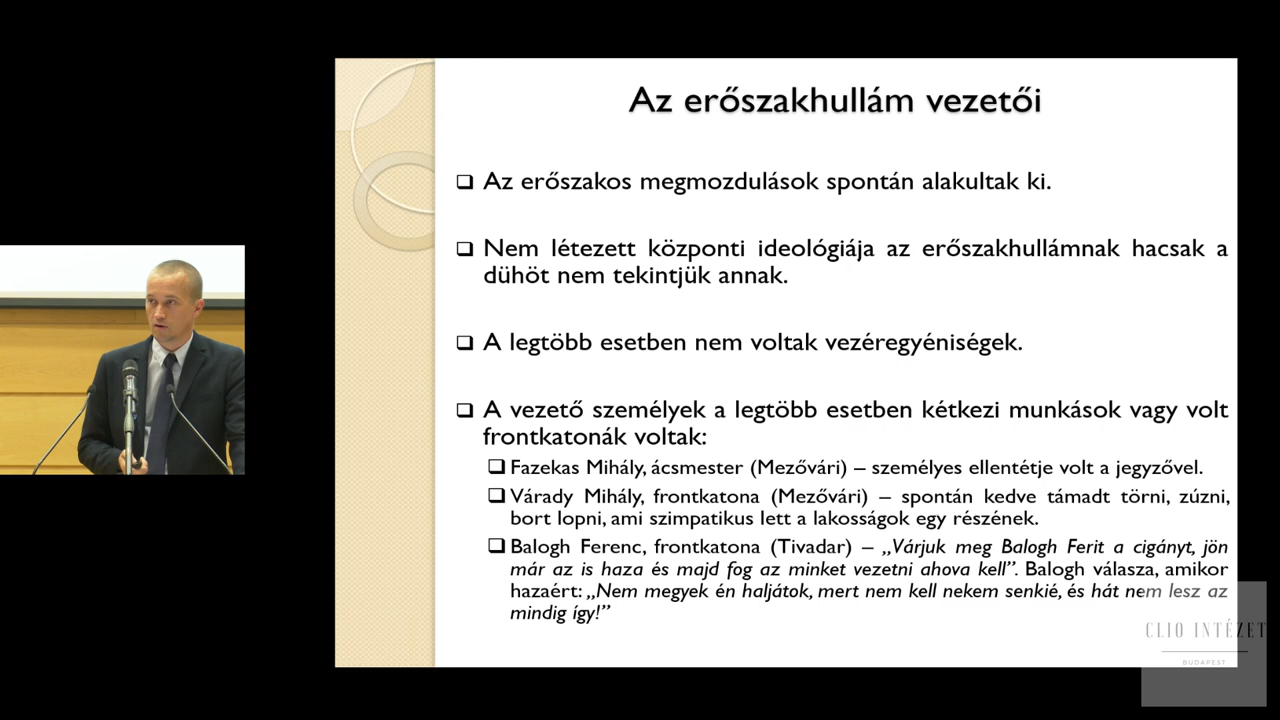 Az erőszakhullám vezetői
❑ Az erőszakos megmozdulások spontán alakultak ki.
❑ Nem létezett központi ideológiája az erőszakhullámnak hacsak a
dühöt nem tekintjük annak.
❑ A legtöbb esetben nem voltak vezéregyéniségek.
❑ A vezető személyek a legtöbb esetben kétkezi munkások vagy volt
frontkatonák voltak:
❑ Fazekas Mihály, ácsmester (Mezővári) – személyes ellentétje volt a jegyzővel.
❑ Várady Mihály, frontkatona (Mezővári) – spontán kedve támadt törni, zúzni,
bort lopni, ami szimpatikus lett a lakosságok egy részének.
❑ Balogh Ferenc, frontkatona (Tivadar) – „Várjuk meg Balogh Ferit a cigányt, jön
már az is haza és majd fog az minket vezetni ahova kell”. Balogh válasza, amikor
hazaért: „Nem megyek én haljátok, mert nem kell nekem senkié, és hát nem lesz az
mindig így!”
CLIO INTÉZET
BUDAPEST